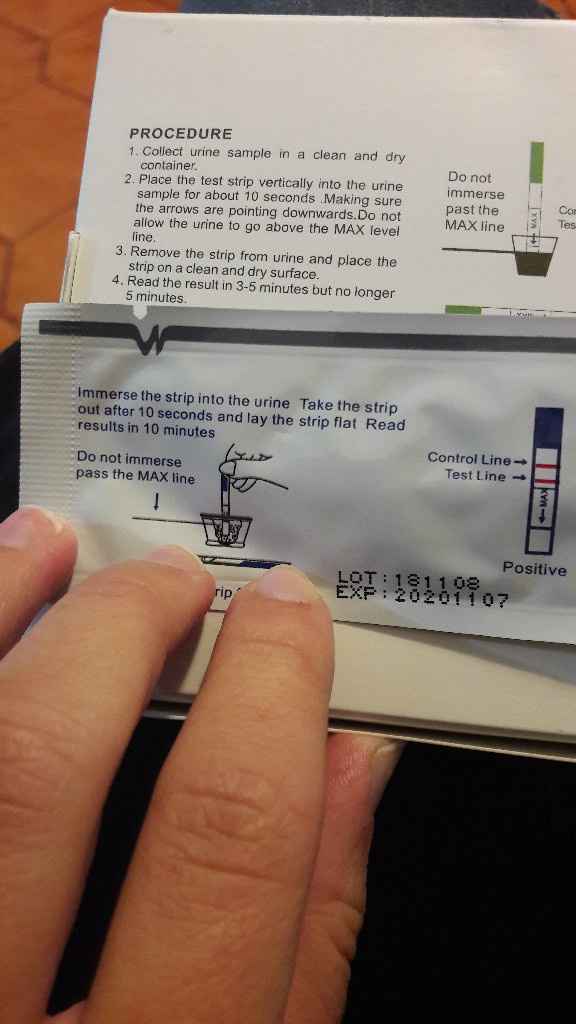 PROCEDURE
1. Collect urine sample in a clean and dry
container.
2. Place the test strip vertically into the urine
sample for about 10 seconds .Making sure
the arrows are pointing downwards.Do not
allow the urine to go above the MAX level
line.
3. Remove the strip from urine and place the
strip on a clean and dry surface.
4. Read the result in 3-5 minutes but no longer
5 minutes.
Do not
immerse
past the
MAX line
MAX
Immerse the strip into the urine Take the strip
out after 10 seconds and lay the strip flat Read
results in 10 minutes
Do not immerse
pass the MAX line
Control Line
Test Line
MAX
Positive
LOT : 181108
EXP : 20201107